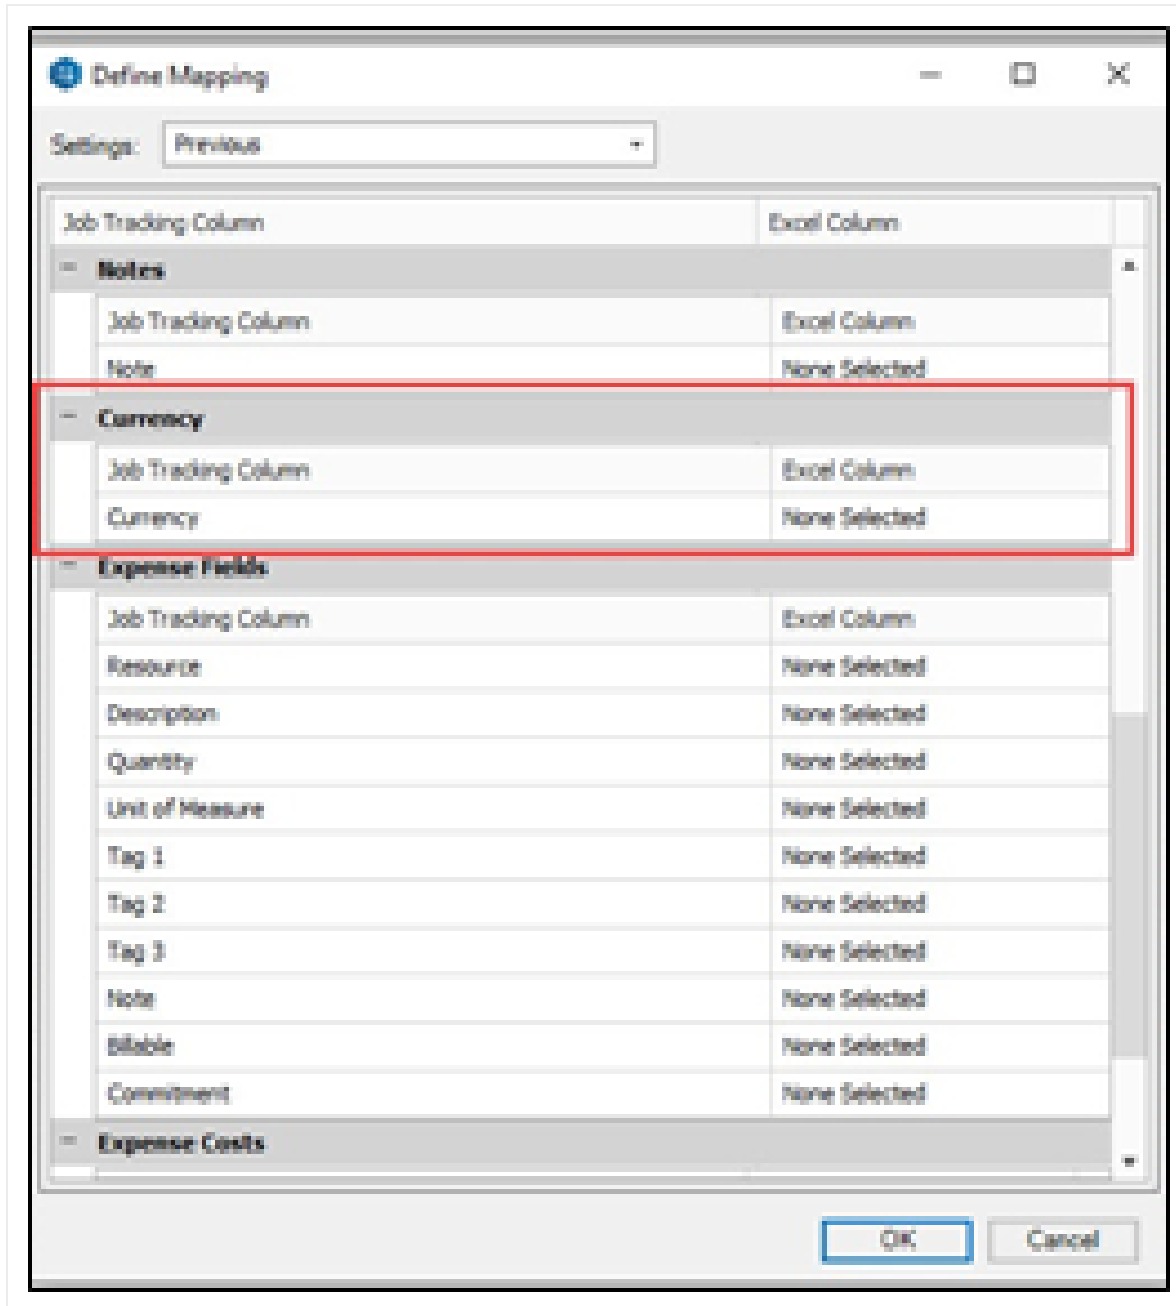 Define Mapping
Settings: Previous
Job Tracking Column Excel Column
Notes
Job Tracking Column Excel Column
Note None Selected
Currency
Job Tracking Column Excel Column
Currency None Selected
Expense Fields
Job Tracking Column Excel Column
Resource None Selected
Description None Selected
Quantity None Selected
Unit of Measure None Selected
Tag 1 None Selected
Tag 2 None Selected
Tag 3 None Selected
Note None Selected
Billable None Selected
Commitment None Selected
Expense Costs
OK Cancel